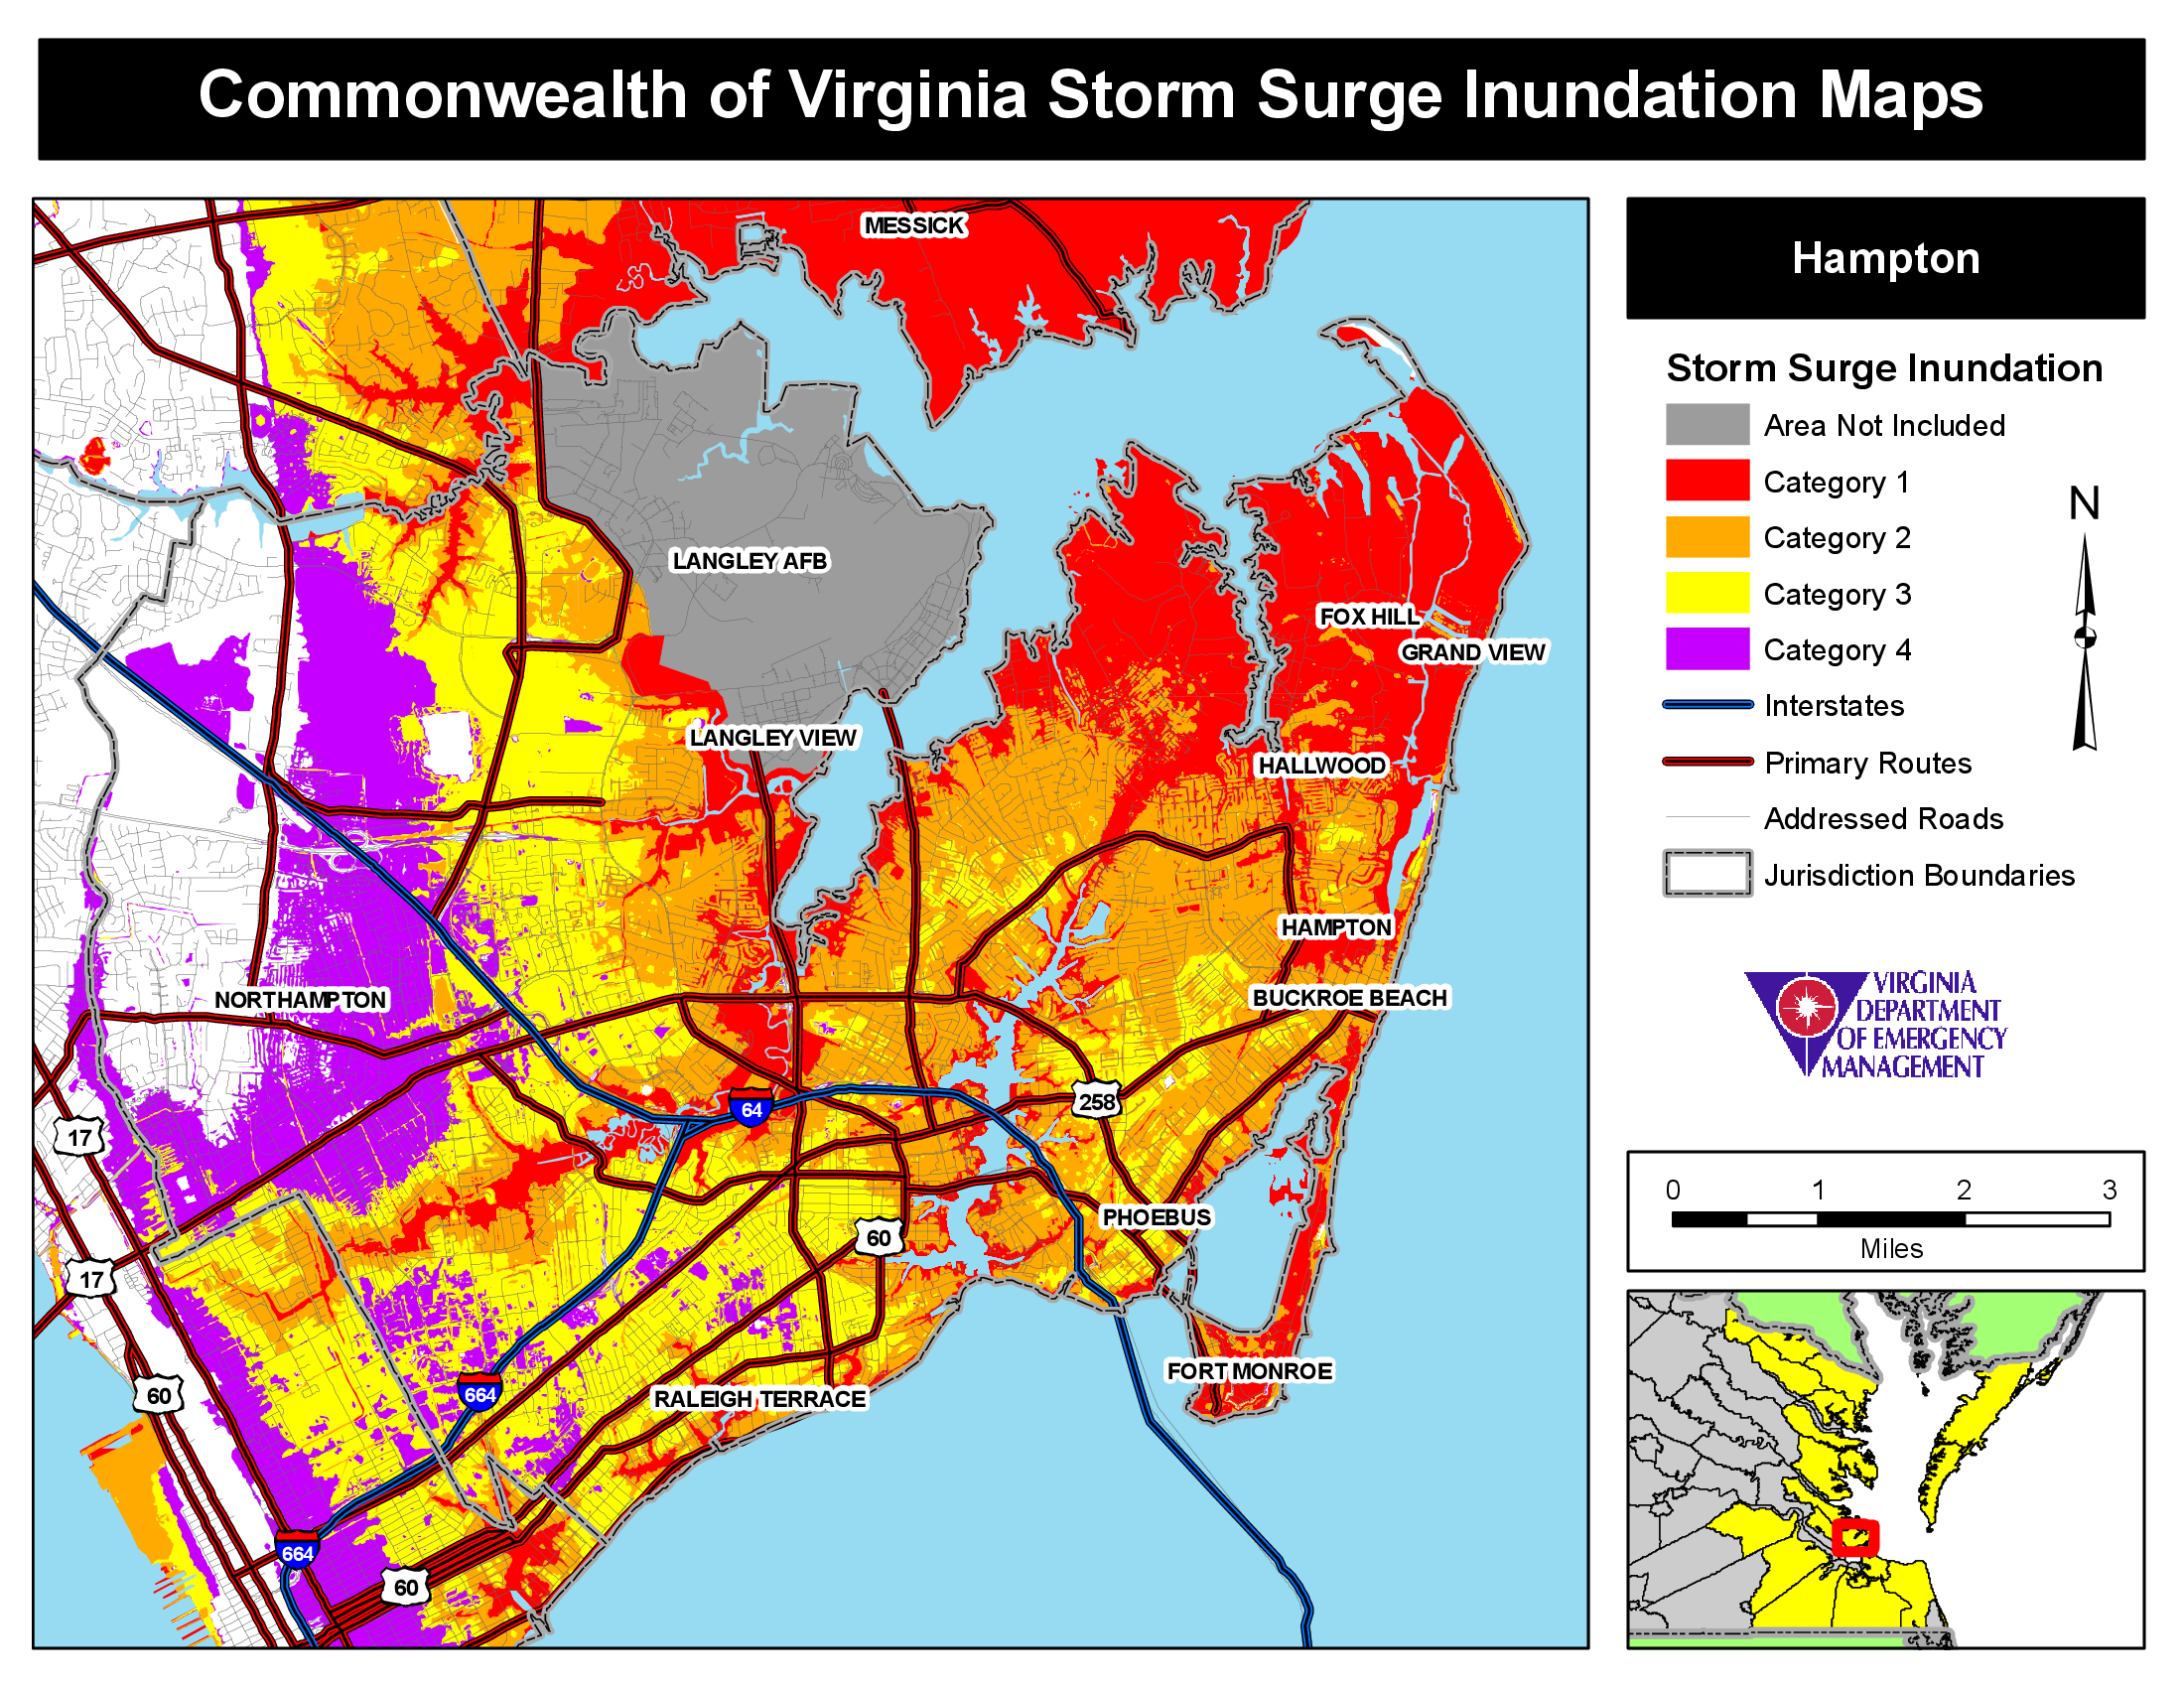 Commonwealth of Virginia Storm Surge Inundation Maps
MESSICK
LANGLEY AFB
FOX HILL
GRAND VIEW
LANGLEY VIEW
HALLWOOD
HAMPTON
NORTHAMPTON
BUCKROE BEACH
64
258
17
PHOEBUS
60
17
FORT MONROE
60
664
RALEIGH TERRACE
664
60
Hampton
Storm Surge Inundation
Area Not Included
Category 1
Category 2
Category 3
Category 4
Interstates
Primary Routes
Addressed Roads
Jurisdiction Boundaries
N
VIRGINIA
DEPARTMENT
OF EMERGENCY
MANAGEMENT
0 1 2 3
Miles